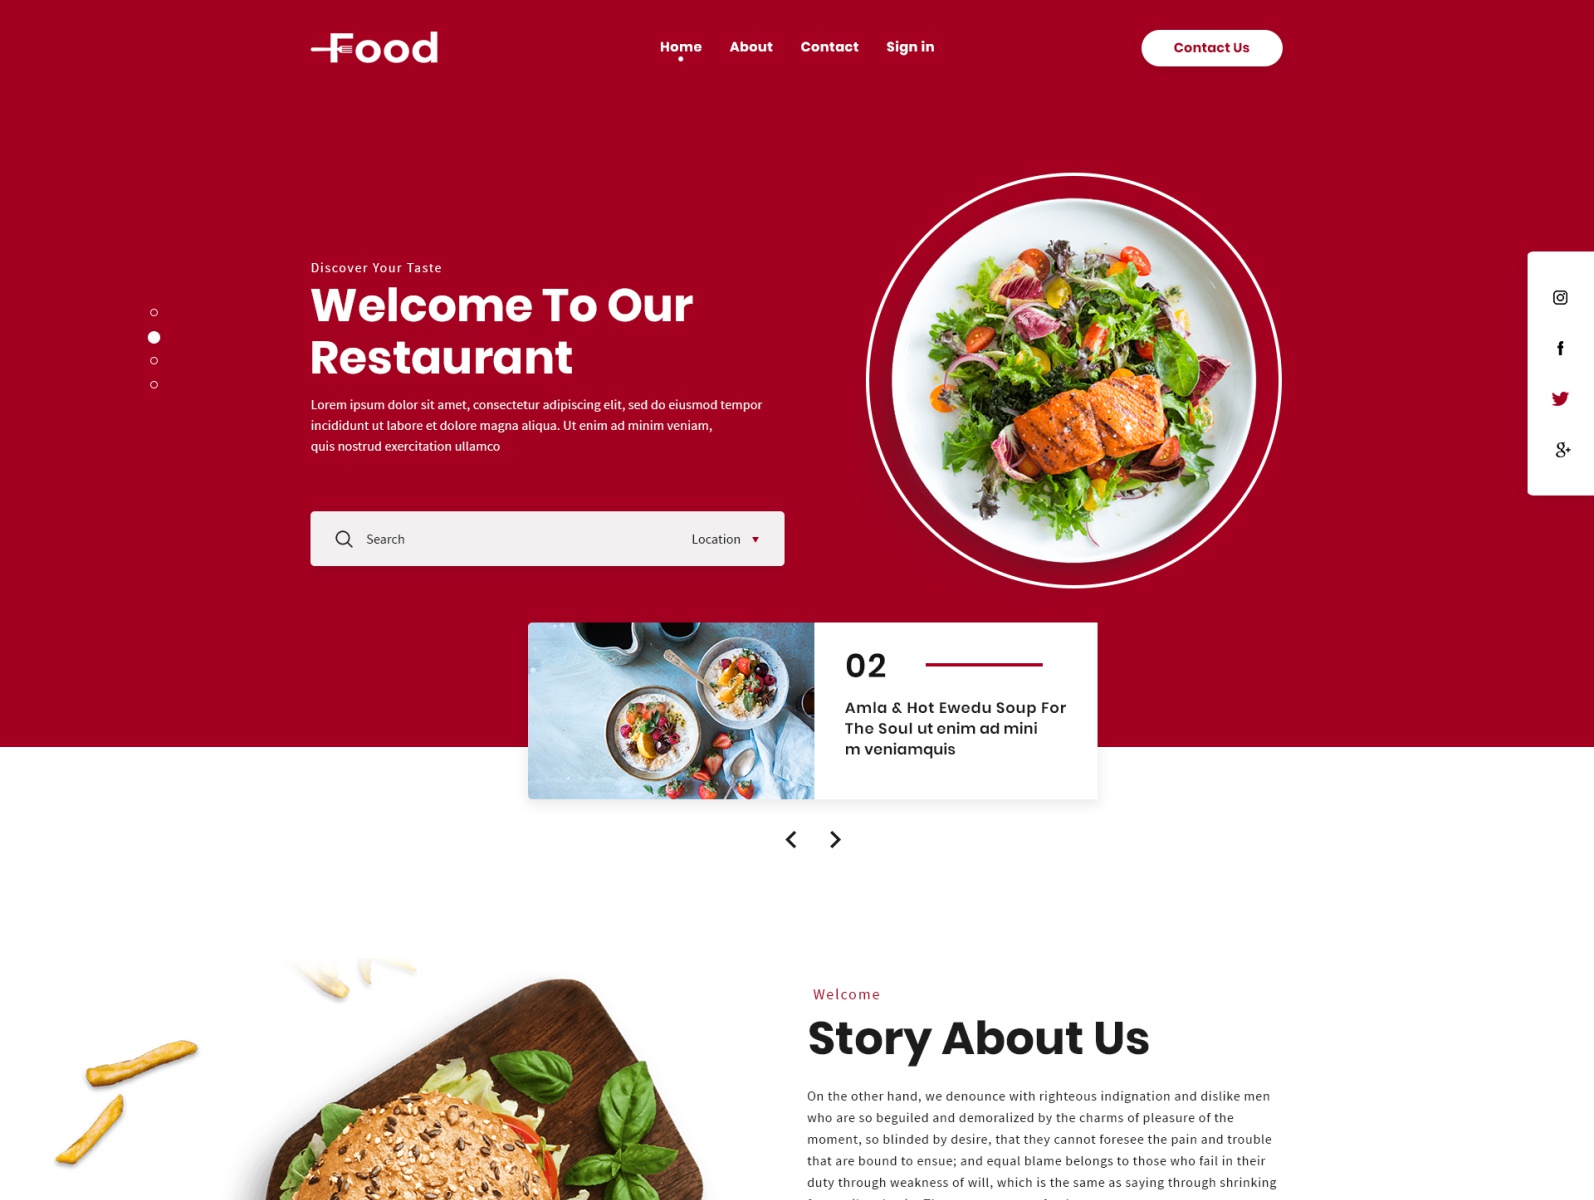 Food
Home About Contact Sign in
Contact Us
Discover Your Taste
Welcome To Our
Restaurant
Lorem ipsum dolor sit amet, consectetur adipiscing elit, sed do eiusmod tempor
incididunt ut labore et dolore magna aliqua. Ut enim ad minim veniam,
quis nostrud exercitation ullamco
Search Location
02
Amla & Hot Ewedu Soup For
The Soul ut enim ad mini
m veniamquis
Welcome
Story About Us
On the other hand, we denounce with righteous indignation and dislike men
who are so beguiled and demoralized by the charms of pleasure of the
moment, so blinded by desire, that they cannot foresee the pain and trouble
that are bound to ensue; and equal blame belongs to those who fail in their
duty through weakness of will, which is the same as saying through shrinking